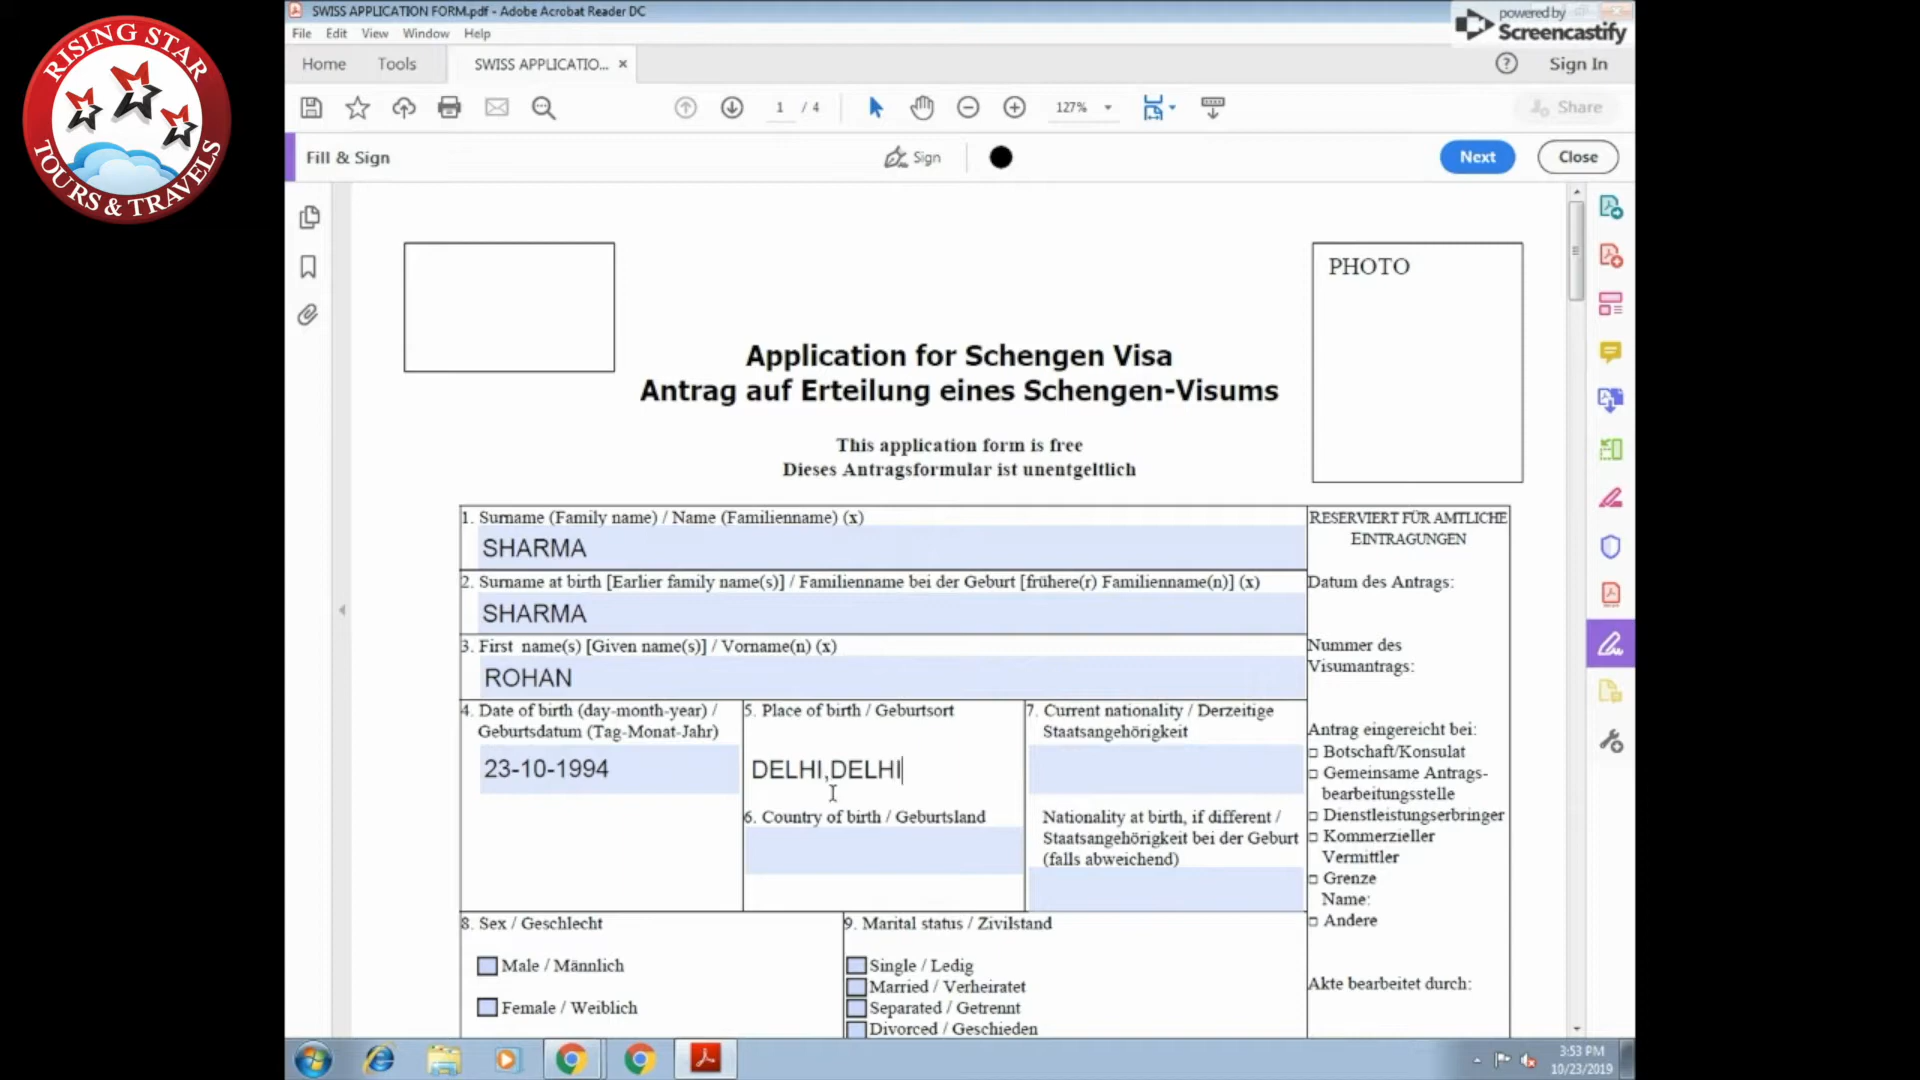 RISING STAR
TOURS & TRAVELS
SWISS APPLICATION FORM.pdf - Adobe Acrobat Reader DC
powered by
Screencastify
File Edit View Window Help
Home Tools SWISS APPLICATIO... × ? Sign In
1 / 4 127% Share
Fill & Sign Sign Next Close
PHOTO
Application for Schengen Visa
Antrag auf Erteilung eines Schengen-Visums
This application form is free
Dieses Antragsformular ist unentgeltlich
1. Surname (Family name) / Name (Familienname) (x)
SHARMA
2. Surname at birth [Earlier family name(s)] / Familienname bei der Geburt [frühere(r) Familienname(n)] (x)
SHARMA
3. First name(s) [Given name(s)] / Vorname(n) (x)
ROHAN
4. Date of birth (day-month-year) /
Geburtsdatum (Tag-Monat-Jahr)
23-10-1994
5. Place of birth / Geburtsort
DELHI,DELHI
6. Country of birth / Geburtsland
7. Current nationality / Derzeitige
Staatsangehörigkeit
Nationality at birth, if different /
Staatsangehörigkeit bei der Geburt
(falls abweichend)
8. Sex / Geschlecht
Male / Männlich
Female / Weiblich
9. Marital status / Zivilstand
Single / Ledig
Married / Verheiratet
Separated / Getrennt
Divorced / Geschieden
RESERVIERT FÜR AMTLICHE
EINTRAGUNGEN
Datum des Antrags:
Nummer des
Visumantrags:
Antrag eingereicht bei:
Botschaft/Konsulat
Gemeinsame Antrags-
bearbeitungsstelle
Dienstleistungserbringer
Kommerzieller
Vermittler
Grenze
Name:
Andere
Akte bearbeitet durch:
3:53 PM
10/23/2019